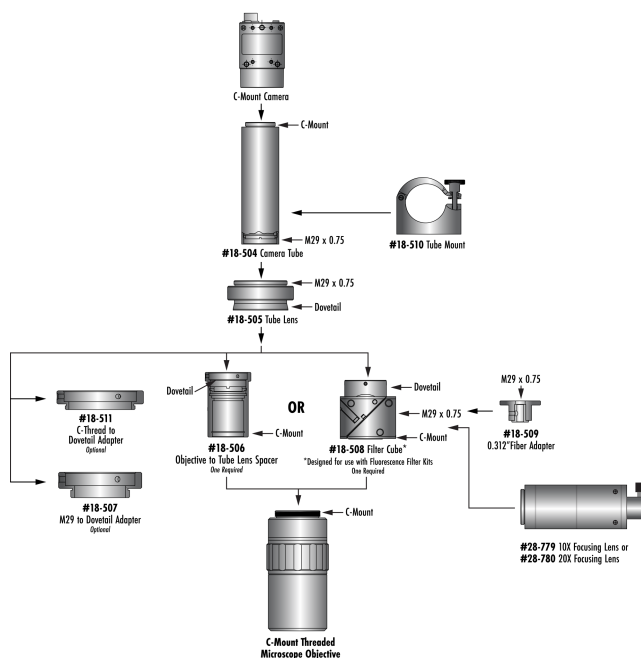 C-Mount Camera
C-Mount
M29 x 0.75
#18-504 Camera Tube
#18-510 Tube Mount
M29 x 0.75
Dovetail
#18-505 Tube Lens
#18-511
C-Thread to
Dovetail Adapter
Optional
#18-507
M29 to Dovetail Adapter
Optional
Dovetail
C-Mount
#18-506
Objective to Tube Lens Spacer
One Required
OR
Dovetail
M29 x 0.75
C-Mount
#18-508 Filter Cube*
*Designed for use with Fluorescence Filter Kits
One Required
M29 x 0.75
#18-509
0.312"Fiber Adapter
#28-779 10X Focusing Lens or
#28-780 20X Focusing Lens
C-Mount
C-Mount Threaded
Microscope Objective